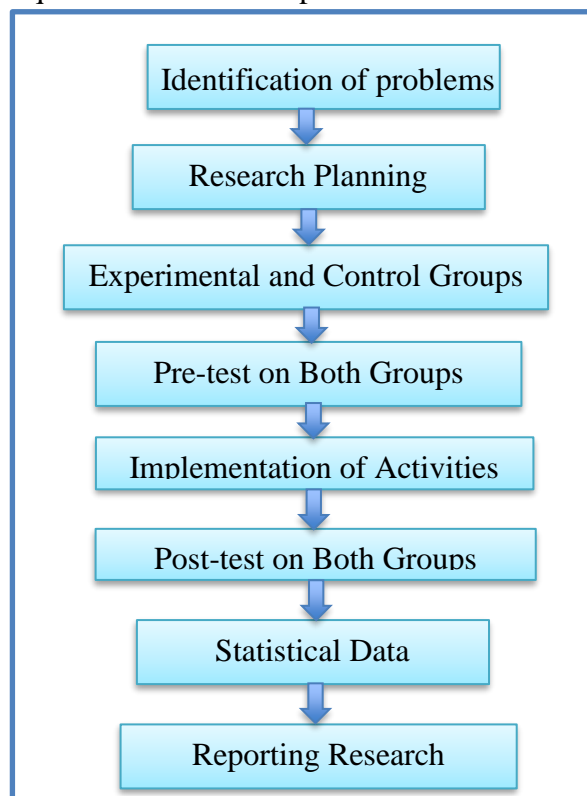 Identification of problems
Research Planning
Experimental and Control Groups
Pre-test on Both Groups
Implementation of Activities
Post-test on Both Groups
Statistical Data
Reporting Research